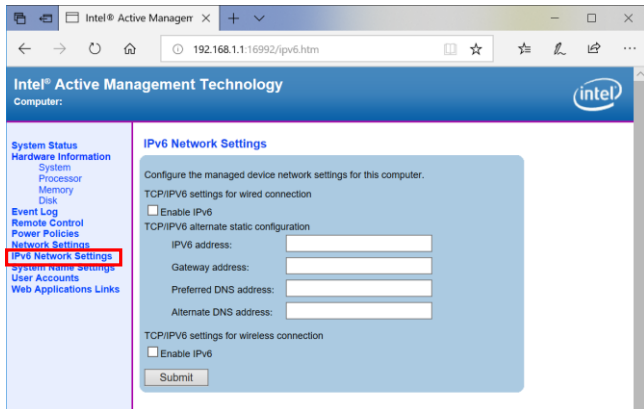 Intel® Active Managem
192.168.1.1:16992/ipv6.htm
Intel® Active Management Technology
Computer:
intel
System Status
Hardware Information
System
Processor
Memory
Disk
Event Log
Remote Control
Power Policies
Network Settings
IPv6 Network Settings
System Name Settings
User Accounts
Web Applications Links
IPv6 Network Settings
Configure the managed device network settings for this computer.
TCP/IPV6 settings for wired connection
Enable IPv6
TCP/IPV6 alternate static configuration
IPV6 address:
Gateway address:
Preferred DNS address:
Alternate DNS address:
TCP/IPV6 settings for wireless connection
Enable IPv6
Submit